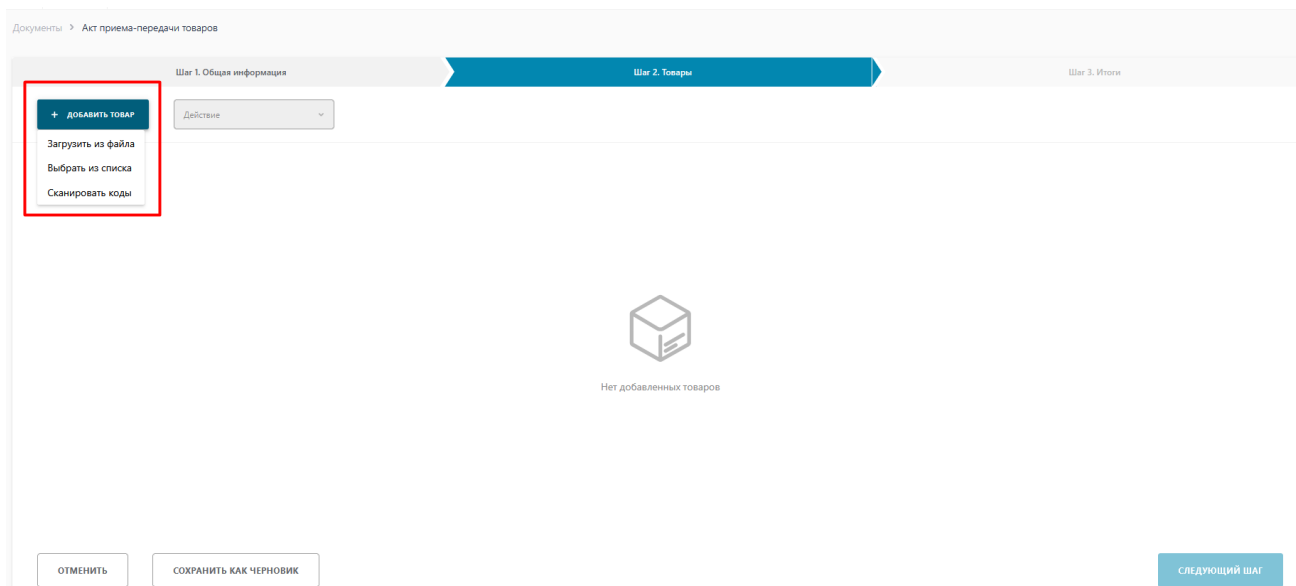 Документы > Акт приема-передачи товаров
Шаг 1. Общая информация
Шаг 2. Товары
Шаг 3. Итоги
+ ДОБАВИТЬ ТОВАР
Действие
Загрузить из файла
Выбрать из списка
Сканировать коды
Нет добавленных товаров
ОТМЕНИТЬ
СОХРАНИТЬ КАК ЧЕРНОВИК
СЛЕДУЮЩИЙ ШАГ